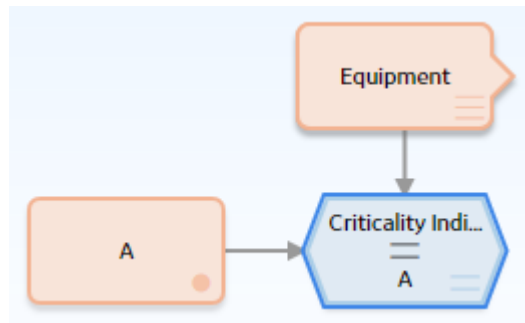 Equipment
A
Criticality Indi...
=
A